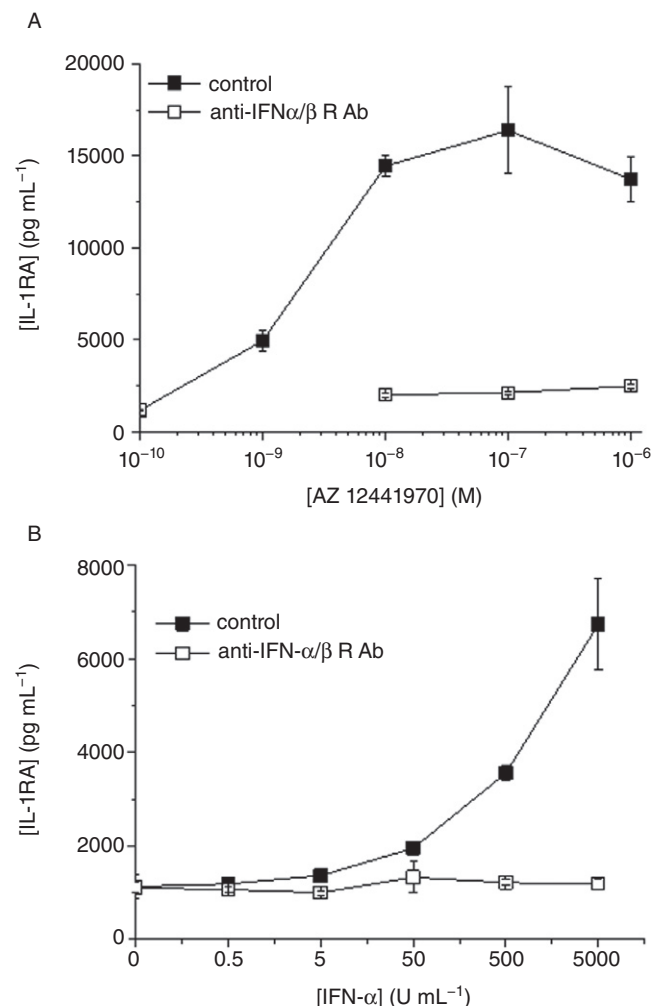 A
20000
15000
10000
5000
0
[IL-1RA] (pg mL⁻¹)
control
anti-IFNα/β R Ab
10⁻¹⁰ 10⁻⁹ 10⁻⁸ 10⁻⁷ 10⁻⁶
[AZ 12441970] (M)
B
8000
6000
4000
2000
0
[IL-1RA] (pg mL⁻¹)
control
anti-IFN-α/β R Ab
0 0.5 5 50 500 5000
[IFN-α] (U mL⁻¹)